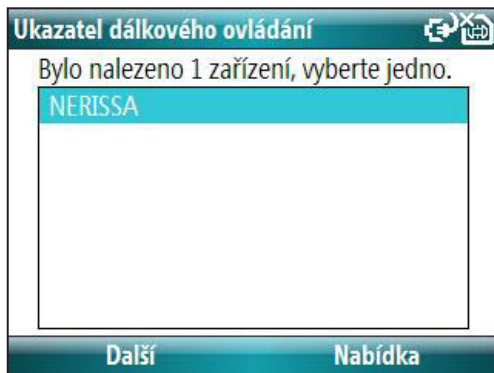 Ukazatel dálkového ovládání
Bylo nalezeno 1 zařízení, vyberte jedno.
NERISSA
Další Nabídka